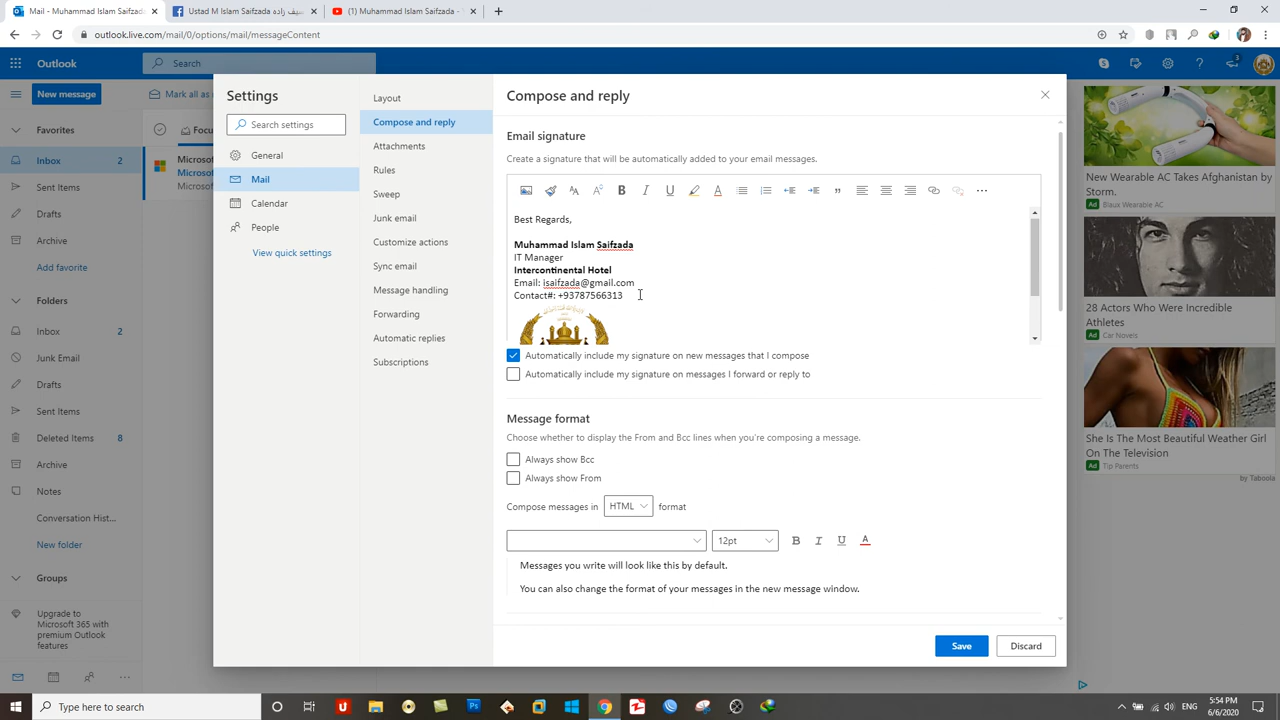 Mail - Muhammad Islam Saifzada
Ustad M Islam Saifzada سیف زاده
(1) Muhammad Islam Saifzada -
outlook.live.com/mail/0/options/mail/messageContent
Outlook
Search
3
New message
Mark all as
Favorites
Inbox 2
Sent Items
Drafts
Archive
Add favorite
Folders
Inbox 2
Junk Email
Drafts
Sent Items
Deleted Items 8
Archive
Notes
Conversation Hist...
New folder
Groups
Upgrade to
Microsoft 365 with
premium Outlook
features
Focu
Microso
Microso
Microsof
Settings
Search settings
General
Mail
Calendar
People
View quick settings
Layout
Compose and reply
Attachments
Rules
Sweep
Junk email
Customize actions
Sync email
Message handling
Forwarding
Automatic replies
Subscriptions
Compose and reply
Email signature
Create a signature that will be automatically added to your email messages.
Best Regards,
Muhammad Islam Saifzada
IT Manager
Intercontinental Hotel
Email: isaifzada@gmail.com
Contact#: +93787566313
Automatically include my signature on new messages that I compose
Automatically include my signature on messages I forward or reply to
Message format
Choose whether to display the From and Bcc lines when you're composing a message.
Always show Bcc
Always show From
Compose messages in HTML format
12pt
Messages you write will look like this by default.
You can also change the format of your messages in the new message window.
Save
Discard
New Wearable AC Takes Afghanistan by
Storm.
Ad Blaux Wearable AC
28 Actors Who Were Incredible
Athletes
Ad Car Novels
She Is The Most Beautiful Weather Girl
On The Television
Ad Tip Parents
by Taboola
Type here to search
ENG
5:54 PM
6/6/2020